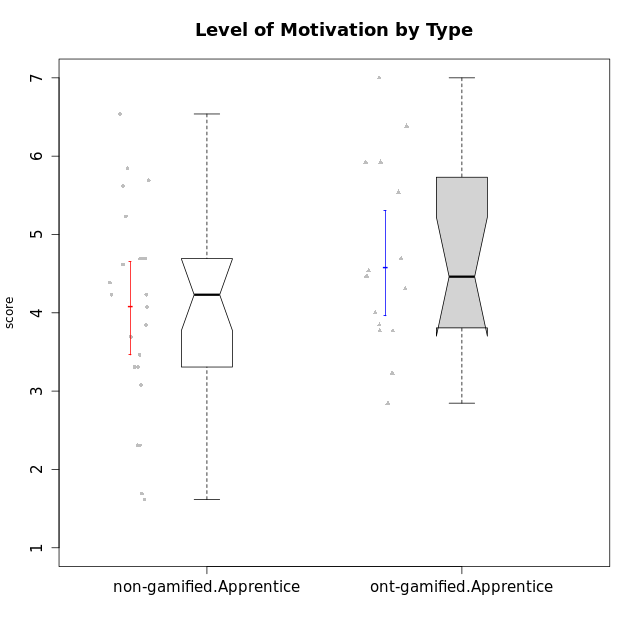 Level of Motivation by Type
score
7
6
5
4
3
2
1
non-gamified.Apprentice
ont-gamified.Apprentice